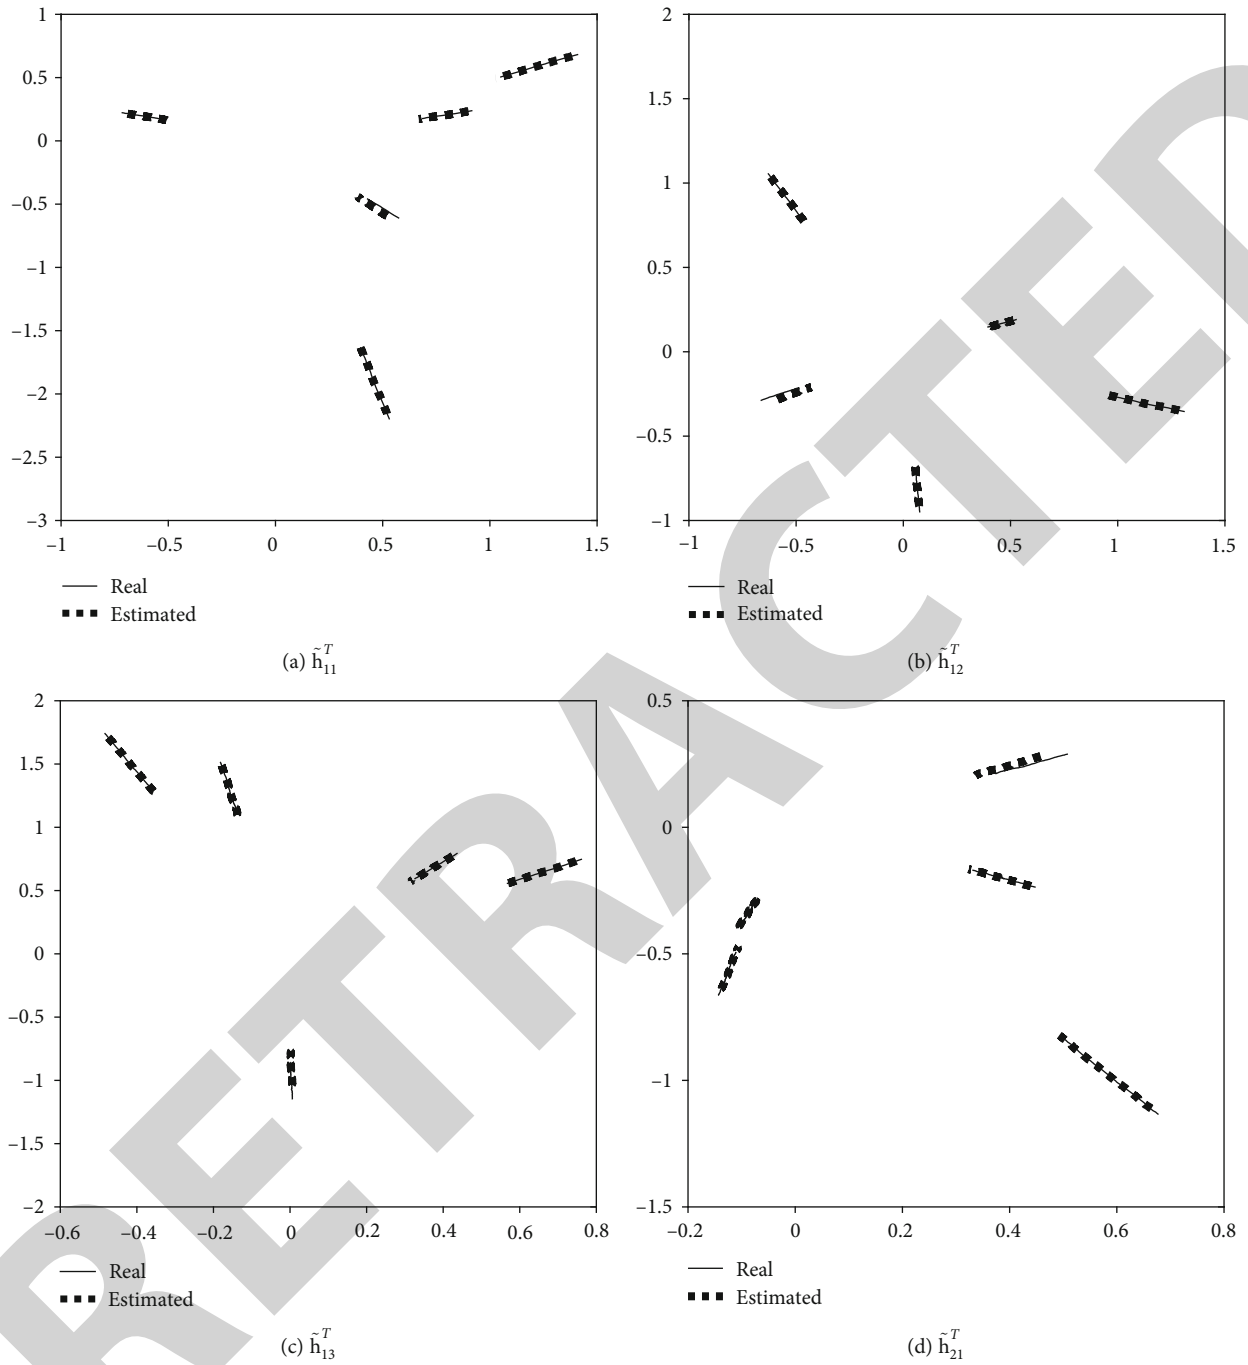 1
0.5
0
−0.5
−1
−1.5
−2
−2.5
−3
−1 −0.5 0 0.5 1 1.5
Real
Estimated
(a) h̃₁₁ᵀ
2
1.5
1
0.5
0
−0.5
−1
−1 −0.5 0 0.5 1 1.5
Real
Estimated
(b) h̃₁₂ᵀ
2
1.5
1
0.5
0
−0.5
−1
−1.5
−2
−0.6 −0.4 −0.2 0 0.2 0.4 0.6 0.8
Real
Estimated
(c) h̃₁₃ᵀ
0.5
0
−0.5
−1
−1.5
−0.2 0 0.2 0.4 0.6 0.8
Real
Estimated
(d) h̃₂₁ᵀ
RETRACTED